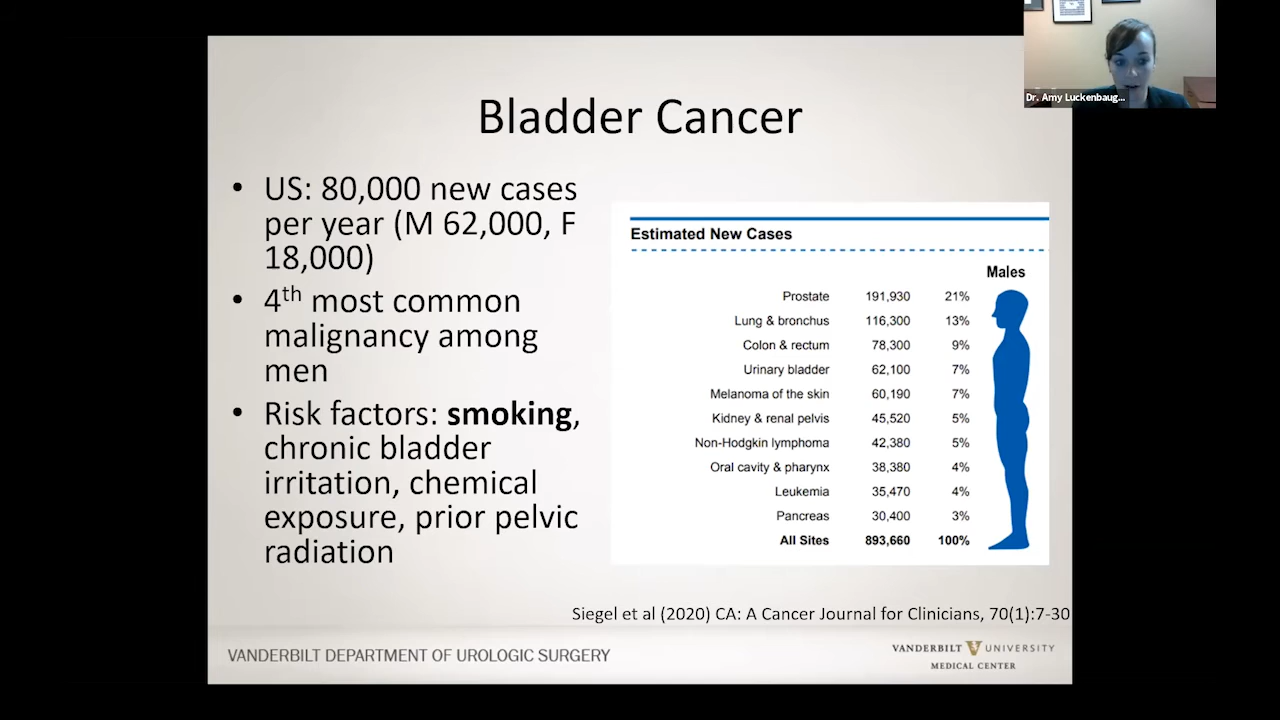 Dr. Amy Luckenbaug...
Bladder Cancer
• US: 80,000 new cases
per year (M 62,000, F
18,000)
• 4th most common
malignancy among
men
• Risk factors: smoking,
chronic bladder
irritation, chemical
exposure, prior pelvic
radiation
Estimated New Cases
Males
Prostate 191,930 21%
Lung & bronchus 116,300 13%
Colon & rectum 78,300 9%
Urinary bladder 62,100 7%
Melanoma of the skin 60,190 7%
Kidney & renal pelvis 45,520 5%
Non-Hodgkin lymphoma 42,380 5%
Oral cavity & pharynx 38,380 4%
Leukemia 35,470 4%
Pancreas 30,400 3%
All Sites 893,660 100%
Siegel et al (2020) CA: A Cancer Journal for Clinicians, 70(1):7-30
VANDERBILT DEPARTMENT OF UROLOGIC SURGERY
VANDERBILT V UNIVERSITY
MEDICAL CENTER